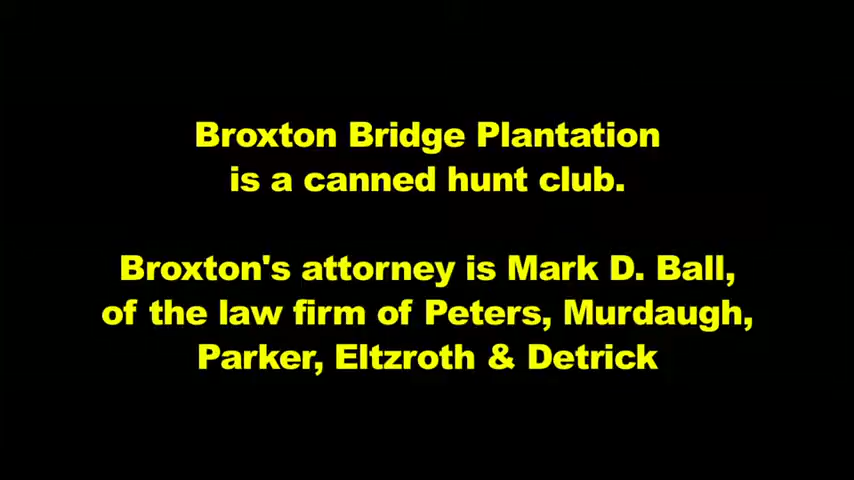 Broxton Bridge Plantation
is a canned hunt club.
Broxton's attorney is Mark D. Ball,
of the law firm of Peters, Murdaugh,
Parker, Eltzroth & Detrick